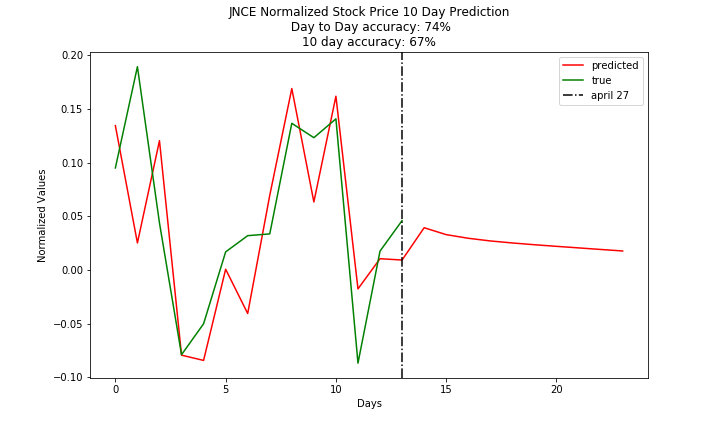 JNCE Normalized Stock Price 10 Day Prediction
Day to Day accuracy: 74%
10 day accuracy: 67%
predicted
true
april 27
0.20
0.15
0.10
0.05
0.00
−0.05
−0.10
Normalized Values
0
5
10
15
20
Days